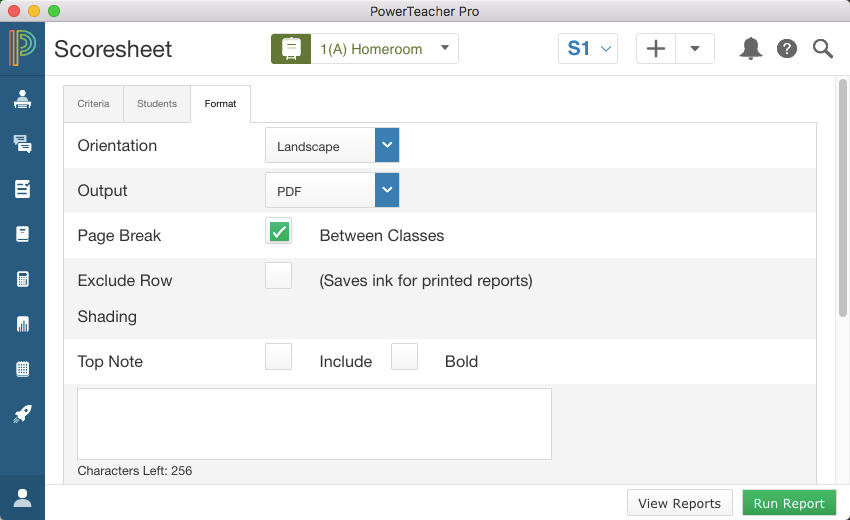 PowerTeacher Pro
Scoresheet
1(A) Homeroom
S1
Criteria
Students
Format
Orientation
Landscape
Output
PDF
Page Break
Between Classes
Exclude Row
Shading
(Saves ink for printed reports)
Top Note
Include
Bold
Characters Left: 256
View Reports
Run Report